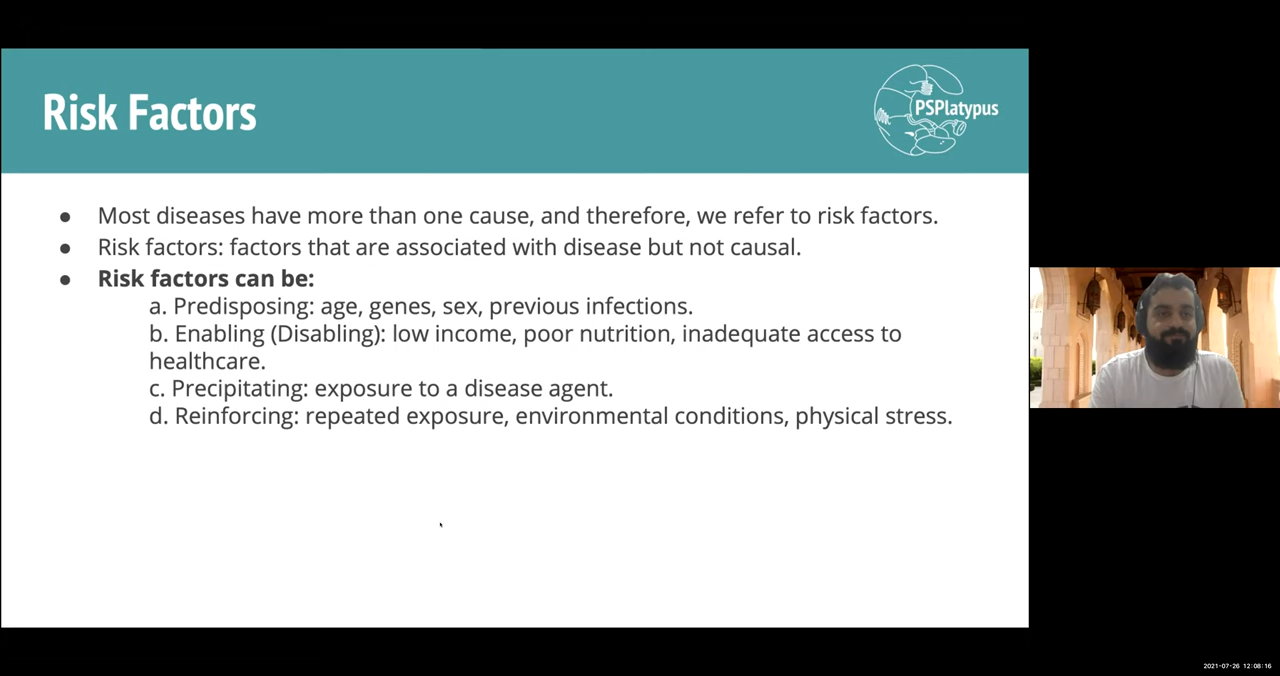 Risk Factors
PSPlatypus
● Most diseases have more than one cause, and therefore, we refer to risk factors.
● Risk factors: factors that are associated with disease but not causal.
● Risk factors can be:
a. Predisposing: age, genes, sex, previous infections.
b. Enabling (Disabling): low income, poor nutrition, inadequate access to
healthcare.
c. Precipitating: exposure to a disease agent.
d. Reinforcing: repeated exposure, environmental conditions, physical stress.
2021-07-26 12:08:16